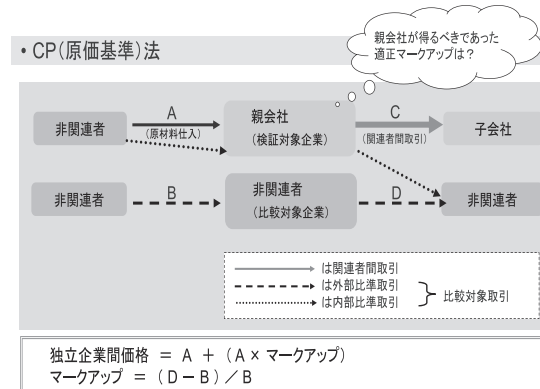 ・CP(原価基準)法
親会社が得るべきであった
適正マークアップは？
非関連者
A
(原材料仕入)
親会社
(検証対象企業)
C
(関連者間取引)
子会社
非関連者
B
非関連者
(比較対象企業)
D
非関連者
は関連者間取引
は外部比準取引
は内部比準取引
比較対象取引
独立企業間価格 ＝ A ＋ (A× マークアップ)
マークアップ ＝ (D－B)／B